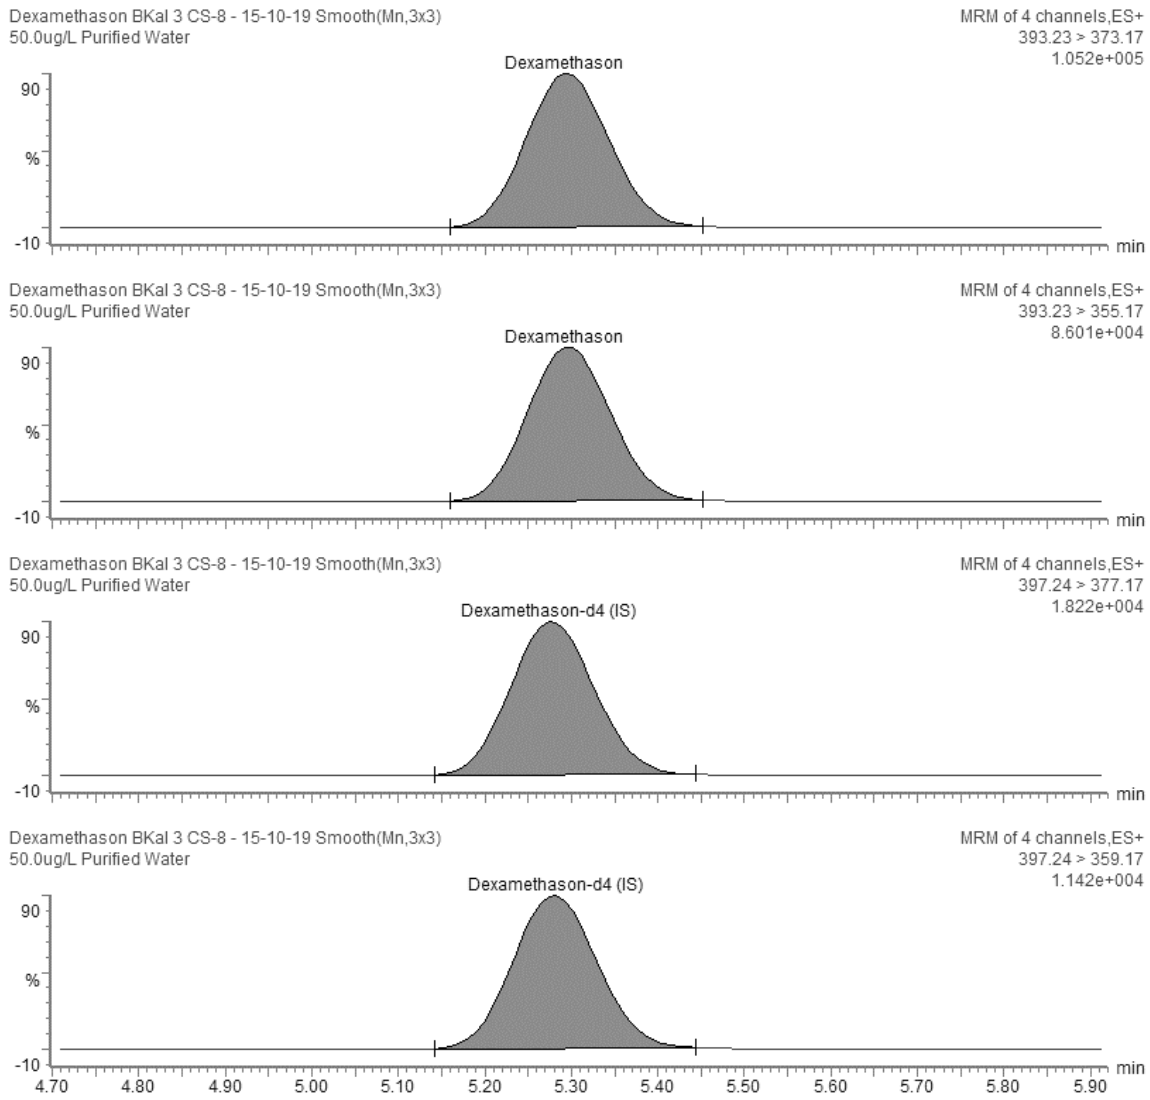 Dexamethason BKal 3 CS-8 - 15-10-19 Smooth(Mn,3x3)
50.0ug/L Purified Water
MRM of 4 channels,ES+
393.23 > 373.17
1.052e+005
Dexamethason
90
%
-10
min
Dexamethason BKal 3 CS-8 - 15-10-19 Smooth(Mn,3x3)
50.0ug/L Purified Water
MRM of 4 channels,ES+
393.23 > 355.17
8.601e+004
Dexamethason
90
%
-10
min
Dexamethason BKal 3 CS-8 - 15-10-19 Smooth(Mn,3x3)
50.0ug/L Purified Water
MRM of 4 channels,ES+
397.24 > 377.17
1.822e+004
Dexamethason-d4 (IS)
90
%
-10
min
Dexamethason BKal 3 CS-8 - 15-10-19 Smooth(Mn,3x3)
50.0ug/L Purified Water
MRM of 4 channels,ES+
397.24 > 359.17
1.142e+004
Dexamethason-d4 (IS)
90
%
-10
min
4.70 4.80 4.90 5.00 5.10 5.20 5.30 5.40 5.50 5.60 5.70 5.80 5.90